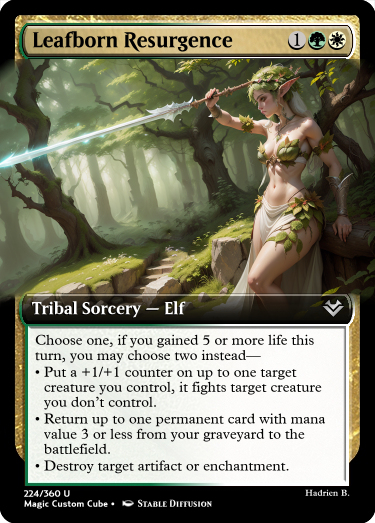 Leafborn Resurgence 1
Tribal Sorcery — Elf
Choose one, if you gained 5 or more life this
turn, you may choose two instead—
• Put a +1/+1 counter on up to one target
creature you control, it fights target creature
you don't control.
• Return up to one permanent card with mana
value 3 or less from your graveyard to the
battlefield.
• Destroy target artifact or enchantment.
224/360 U
Hadrien B.
Magic Custom Cube • Stable Diffusion